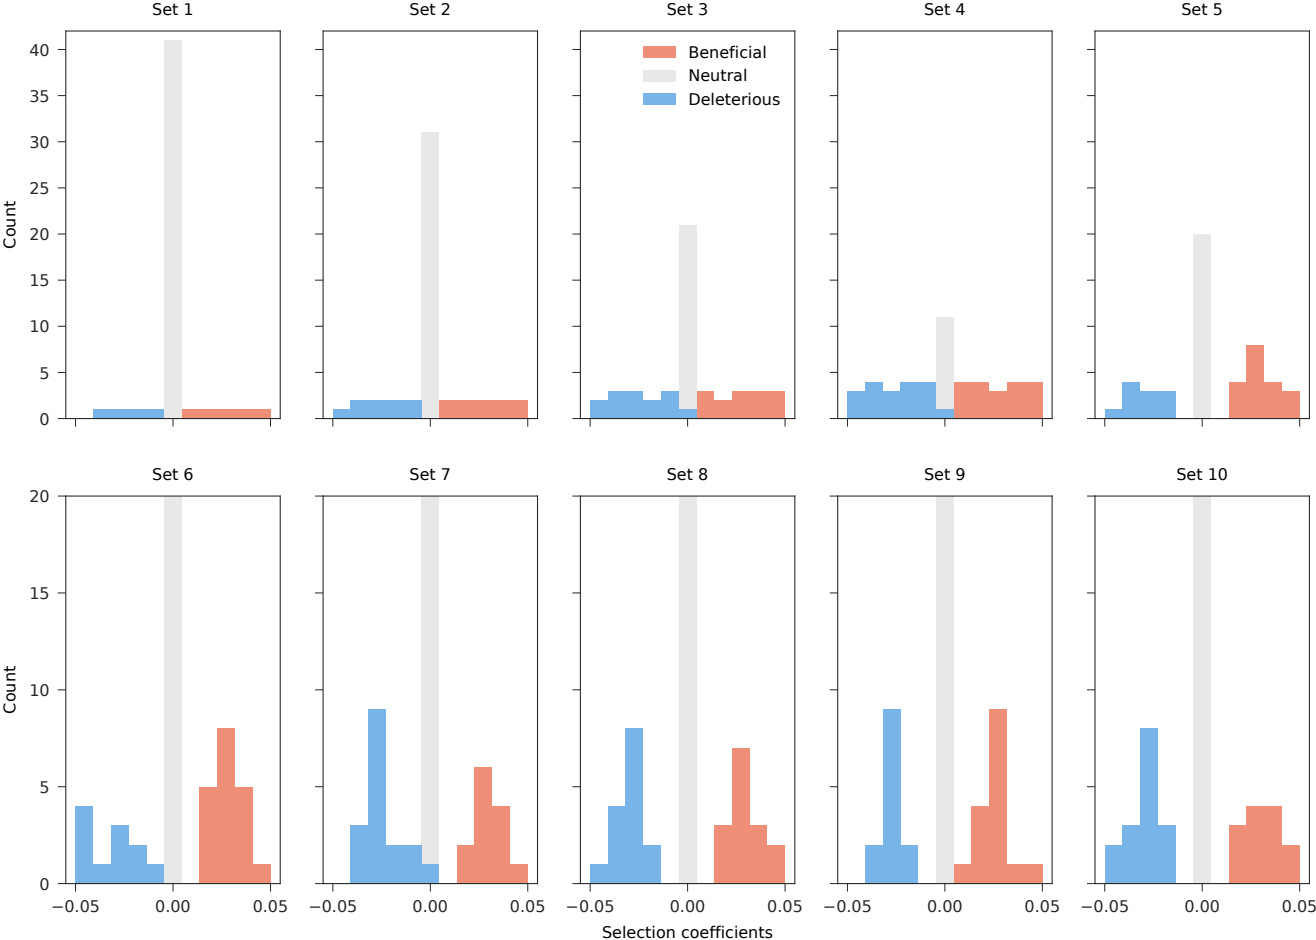 Set 1
Set 2
Set 3
Set 4
Set 5
Beneficial
Neutral
Deleterious
Count
40
35
30
25
20
15
10
5
0
Set 6
Set 7
Set 8
Set 9
Set 10
Count
20
15
10
5
0
−0.05 0.00 0.05 −0.05 0.00 0.05 −0.05 0.00 0.05 −0.05 0.00 0.05 −0.05 0.00 0.05
Selection coefficients